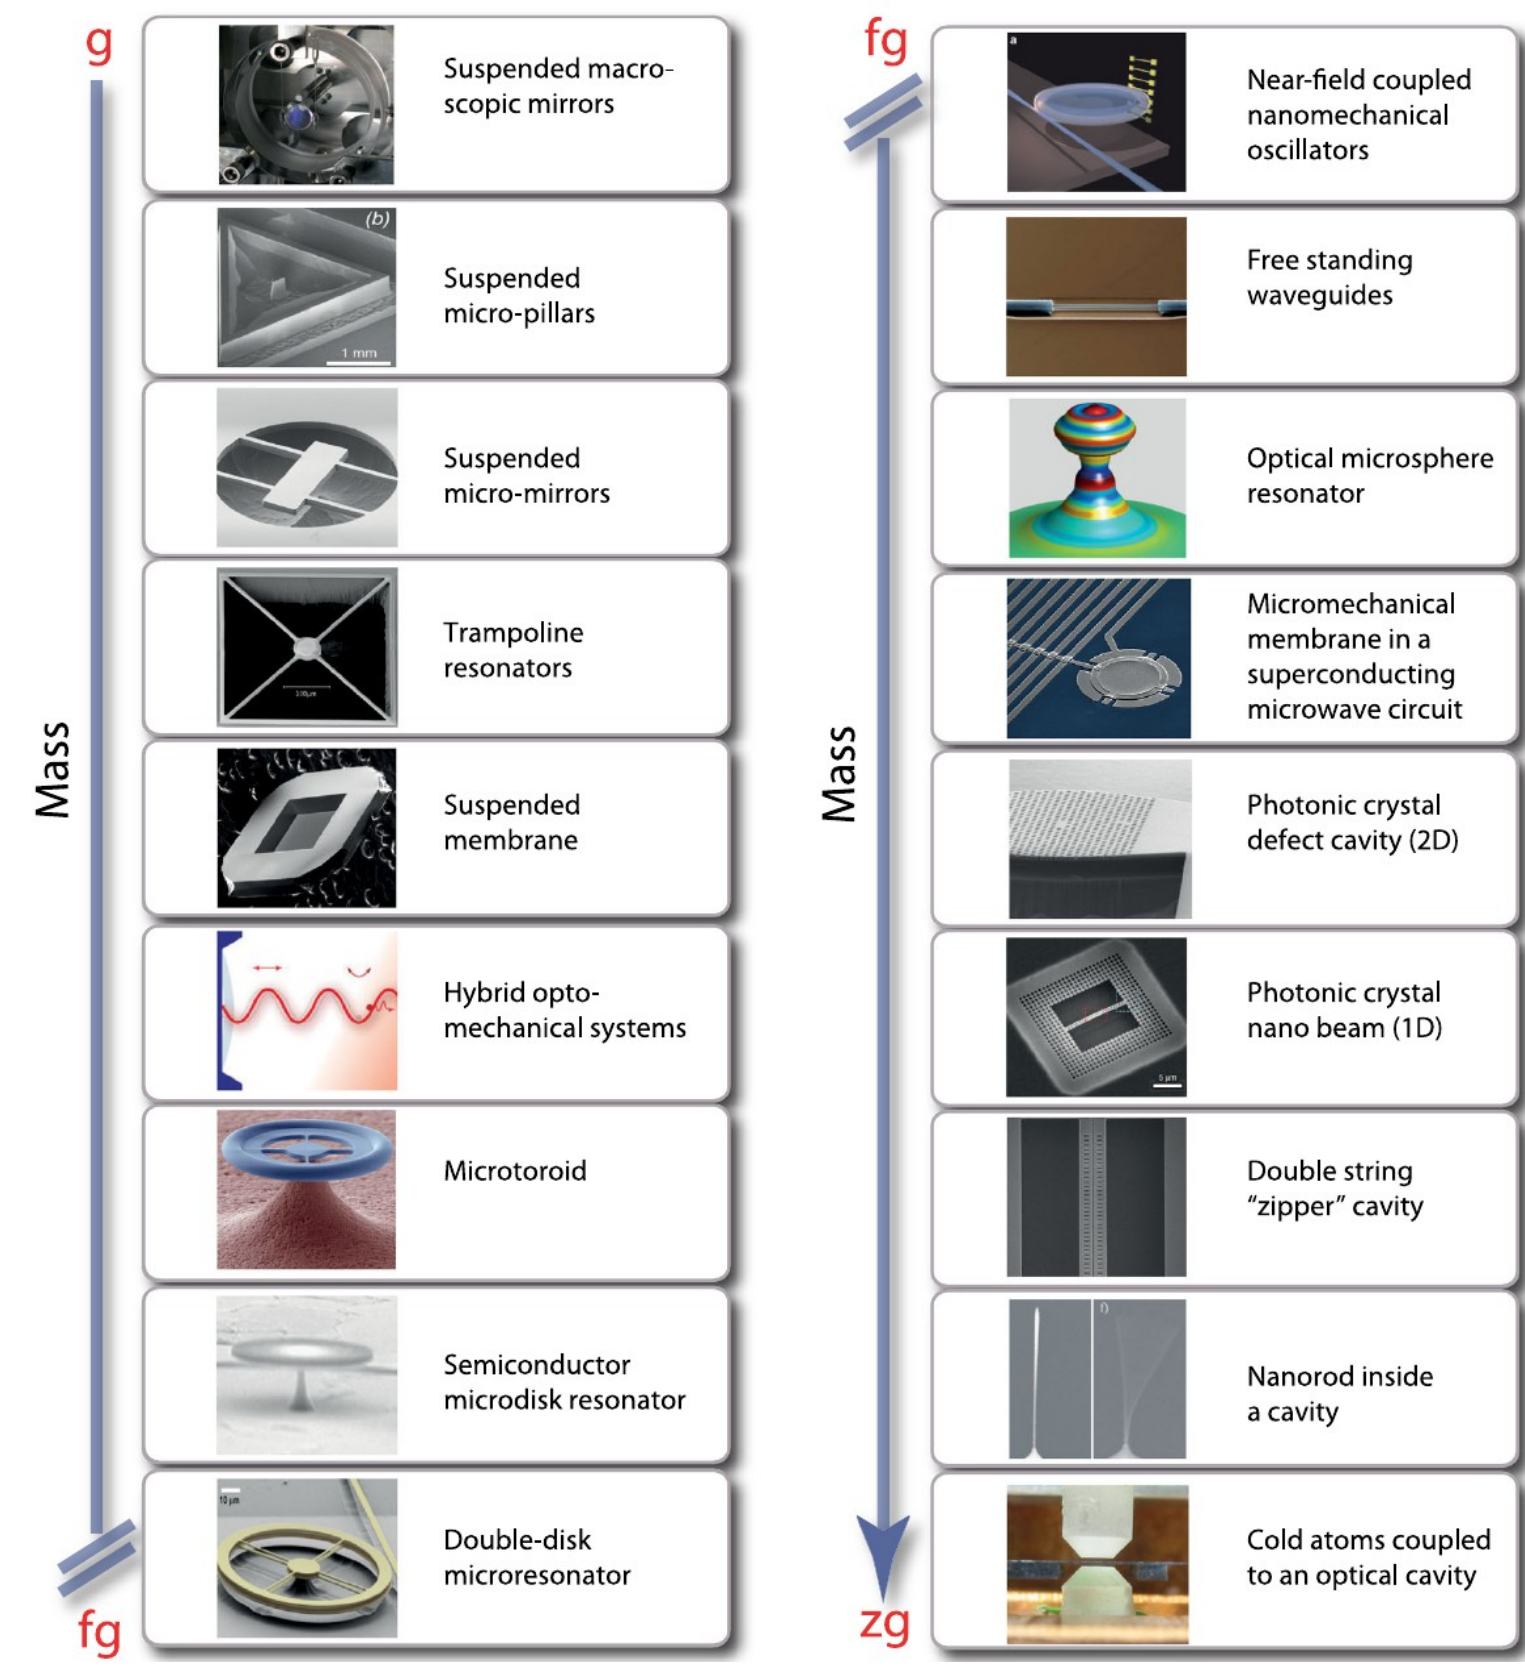 g
Mass
fg
Suspended macro-
scopic mirrors
(b)
1 mm
Suspended
micro-pillars
Suspended
micro-mirrors
100μm
Trampoline
resonators
Suspended
membrane
Hybrid opto-
mechanical systems
Microtoroid
Semiconductor
microdisk resonator
10 μm
Double-disk
microresonator
fg
Mass
zg
a
Near-field coupled
nanomechanical
oscillators
Free standing
waveguides
Optical microsphere
resonator
Micromechanical
membrane in a
superconducting
microwave circuit
Photonic crystal
defect cavity (2D)
5 μm
Photonic crystal
nano beam (1D)
Double string
“zipper” cavity
f)
Nanorod inside
a cavity
Cold atoms coupled
to an optical cavity